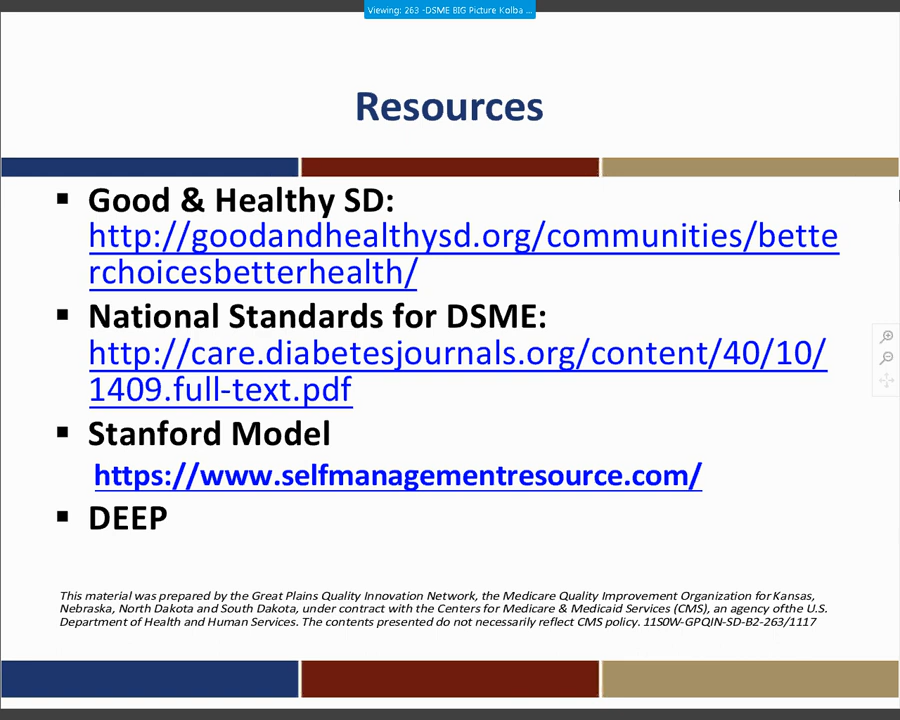 Viewing: 263 -DSME BIG Picture Kolba ...
Resources
▪ Good & Healthy SD:
http://goodandhealthysd.org/communities/bette
rchoicesbetterhealth/
▪ National Standards for DSME:
http://care.diabetesjournals.org/content/40/10/
1409.full-text.pdf
▪ Stanford Model
https://www.selfmanagementresource.com/
▪ DEEP
This material was prepared by the Great Plains Quality Innovation Network, the Medicare Quality Improvement Organization for Kansas,
Nebraska, North Dakota and South Dakota, under contract with the Centers for Medicare & Medicaid Services (CMS), an agency ofthe U.S.
Department of Health and Human Services. The contents presented do not necessarily reflect CMS policy. 11S0W-GPQIN-SD-B2-263/1117